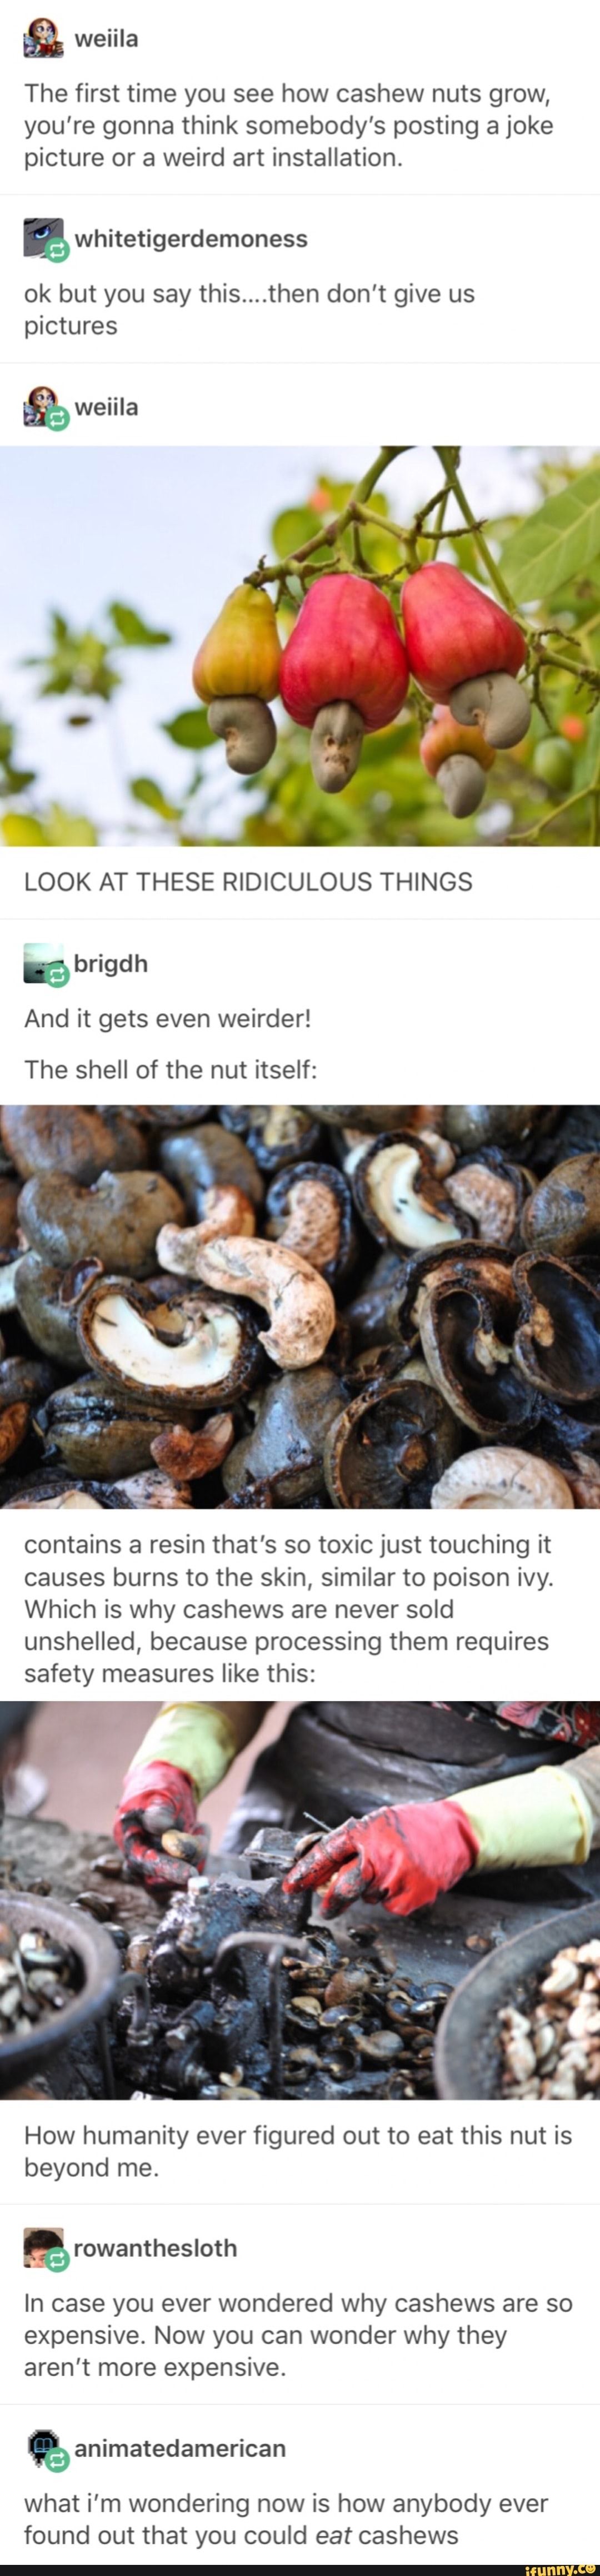 weiila
The first time you see how cashew nuts grow,
you're gonna think somebody's posting a joke
picture or a weird art installation.
whitetigerdemoness
ok but you say this....then don't give us
pictures
weiila
LOOK AT THESE RIDICULOUS THINGS
brigdh
And it gets even weirder!
The shell of the nut itself:
contains a resin that's so toxic just touching it
causes burns to the skin, similar to poison ivy.
Which is why cashews are never sold
unshelled, because processing them requires
safety measures like this:
How humanity ever figured out to eat this nut is
beyond me.
rowanthesloth
In case you ever wondered why cashews are so
expensive. Now you can wonder why they
aren't more expensive.
animatedamerican
what i'm wondering now is how anybody ever
found out that you could eat cashews
ifunny.co